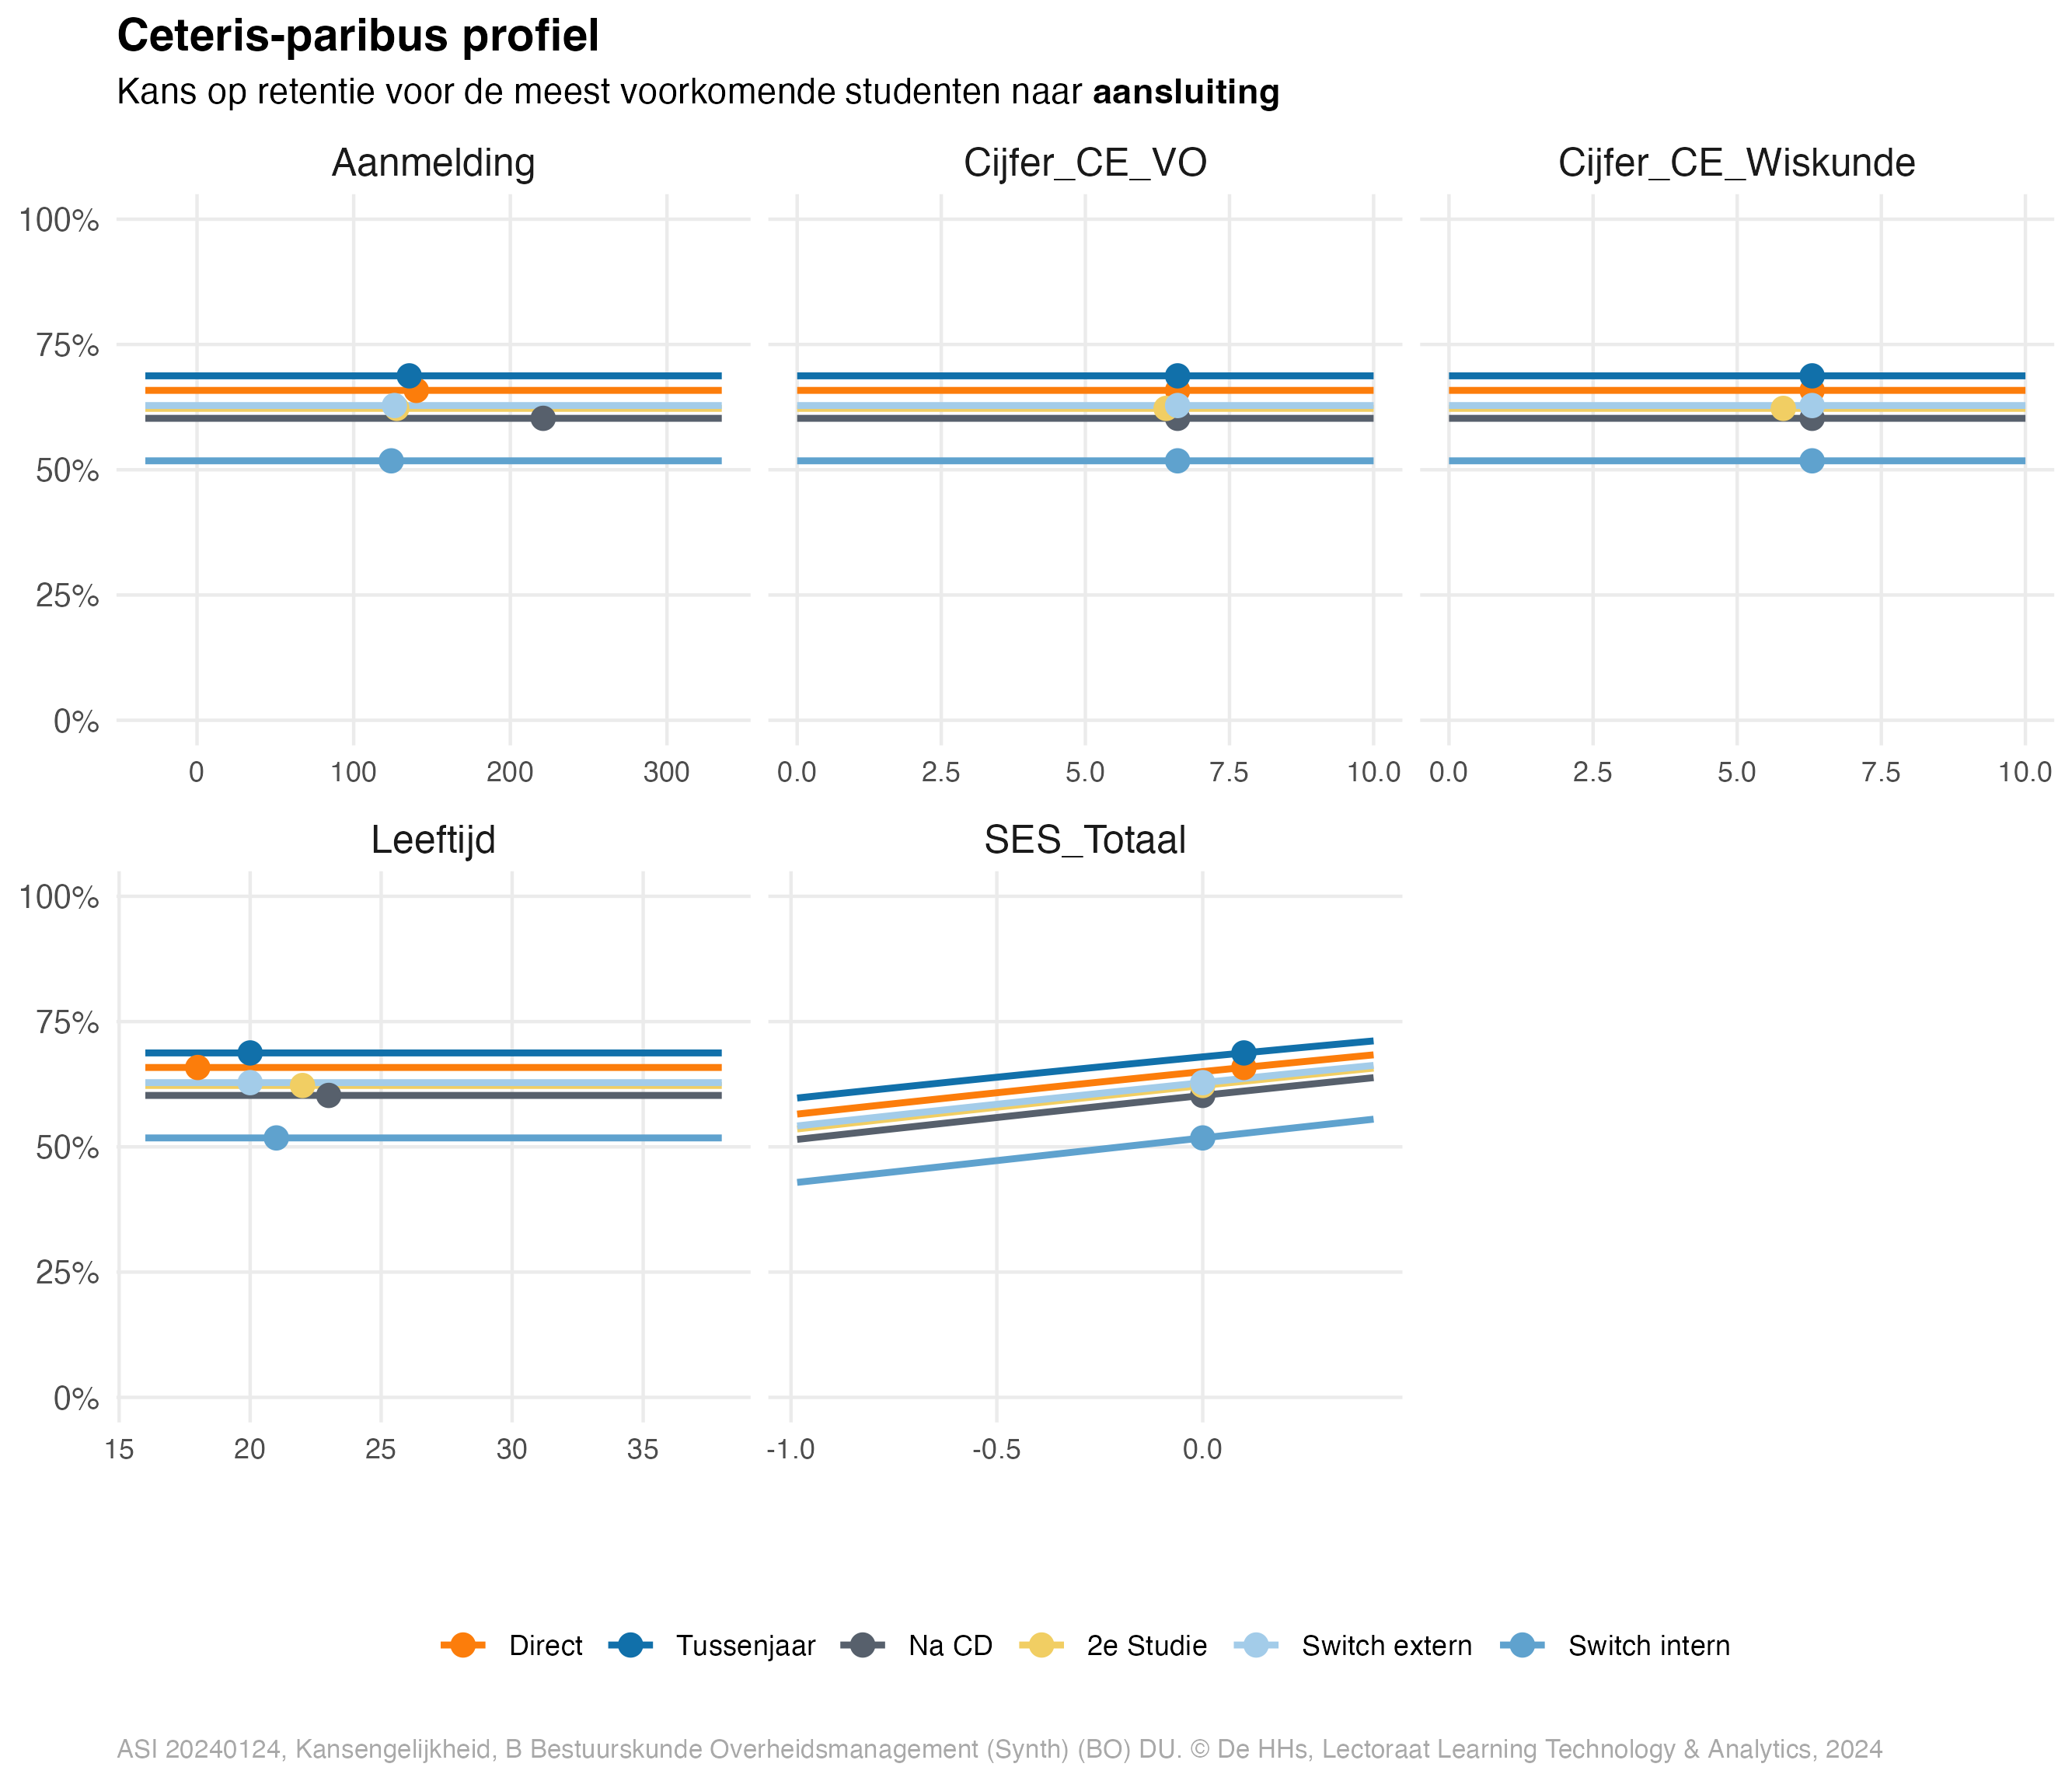 Ceteris-paribus profiel
Kans op retentie voor de meest voorkomende studenten naar aansluiting
Aanmelding Cijfer_CE_VO Cijfer_CE_Wiskunde
100%
75%
50%
25%
0%
0 100 200 300 0.0 2.5 5.0 7.5 10.0 0.0 2.5 5.0 7.5 10.0
Leeftijd SES_Totaal
100%
75%
50%
25%
0%
15 20 25 30 35 -1.0 -0.5 0.0
Direct Tussenjaar Na CD 2e Studie Switch extern Switch intern
ASI 20240124, Kansengelijkheid, B Bestuurskunde Overheidsmanagement (Synth) (BO) DU. © De HHs, Lectoraat Learning Technology & Analytics, 2024